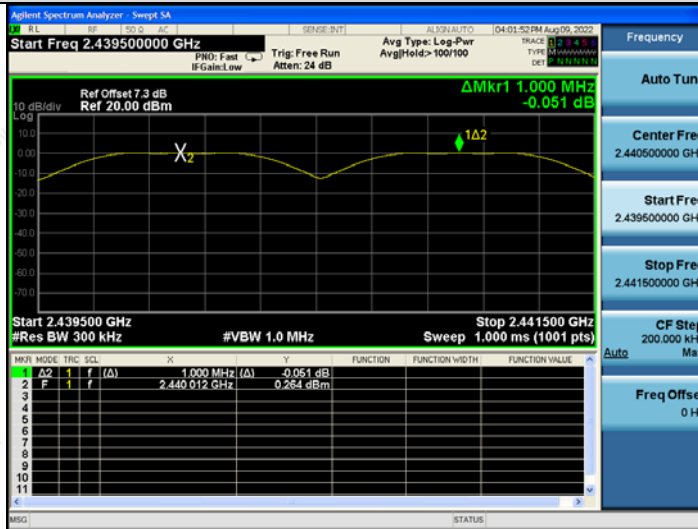 Agilent Spectrum Analyzer - Swept SA
RL RF 50 Ω AC SENSE:INT ALIGN AUTO 04:01:52 PM Aug 09, 2022
Start Freq 2.439500000 GHz
PNO: Fast
IFGain:Low
Trig: Free Run
Atten: 24 dB
Avg Type: Log-Pwr
Avg|Hold:> 100/100
TRACE 1 2 3 4 5 6
TYPE M
DET P N N N N N
ΔMkr1 1.000 MHz
-0.051 dB
Ref Offset 7.3 dB
10 dB/div Ref 20.00 dBm
Log
10.0
0.00
-10.0
-20.0
-30.0
-40.0
-50.0
-60.0
-70.0
X2
1Δ2
Start 2.439500 GHz Stop 2.441500 GHz
#Res BW 300 kHz #VBW 1.0 MHz Sweep 1.000 ms (1001 pts)
MKR MODE TRC SCL X Y FUNCTION FUNCTION WIDTH FUNCTION VALUE
1 Δ2 1 f (Δ) 1.000 MHz (Δ) -0.051 dB
2 F 1 f 2.440 012 GHz 0.264 dBm
3
4
5
6
7
8
9
10
11
MSG STATUS
Frequency
Auto Tun
Center Fre
2.440500000 GH
Start Fre
2.439500000 GH
Stop Fre
2.441500000 GH
CF Step
200.000 kH
Auto Ma
Freq Offse
0 H